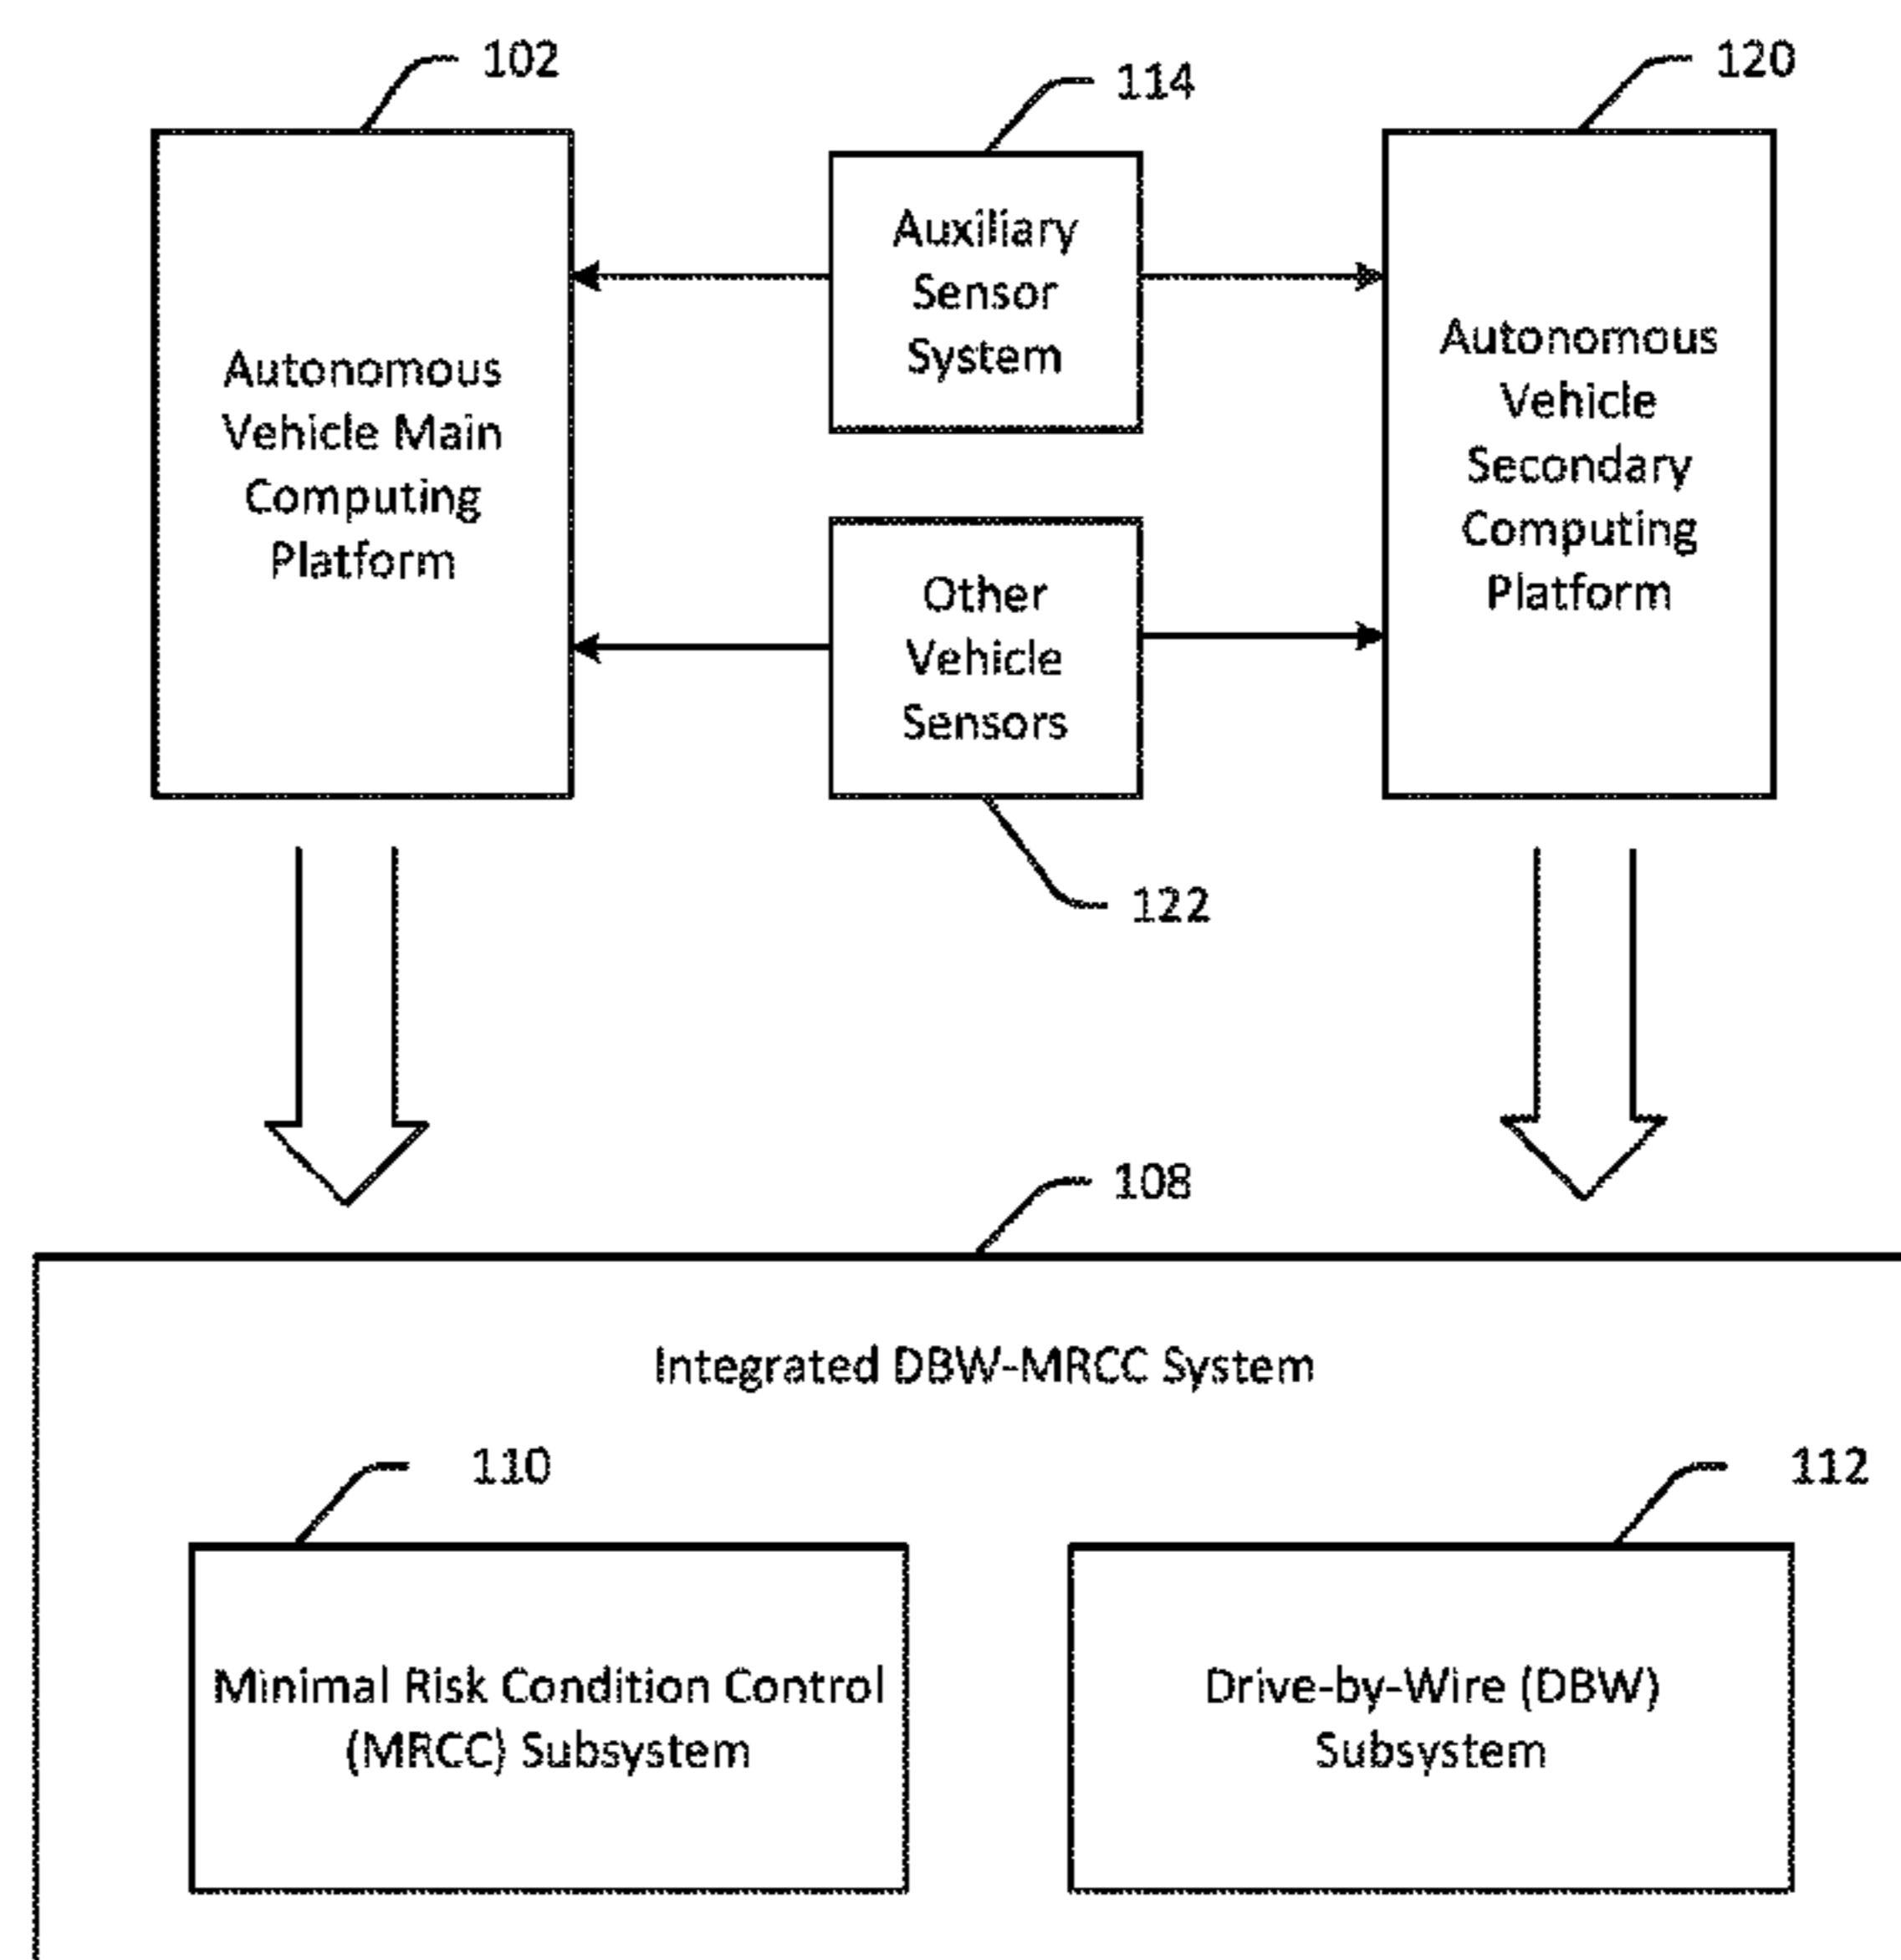 102
114
120
Auxiliary
Sensor
System
Autonomous
Vehicle Main
Computing
Platform
Autonomous
Vehicle
Secondary
Computing
Platform
Other
Vehicle
Sensors
122
108
Integrated DBW-MRCC System
110
112
Minimal Risk Condition Control
(MRCC) Subsystem
Drive-by-Wire (DBW)
Subsystem